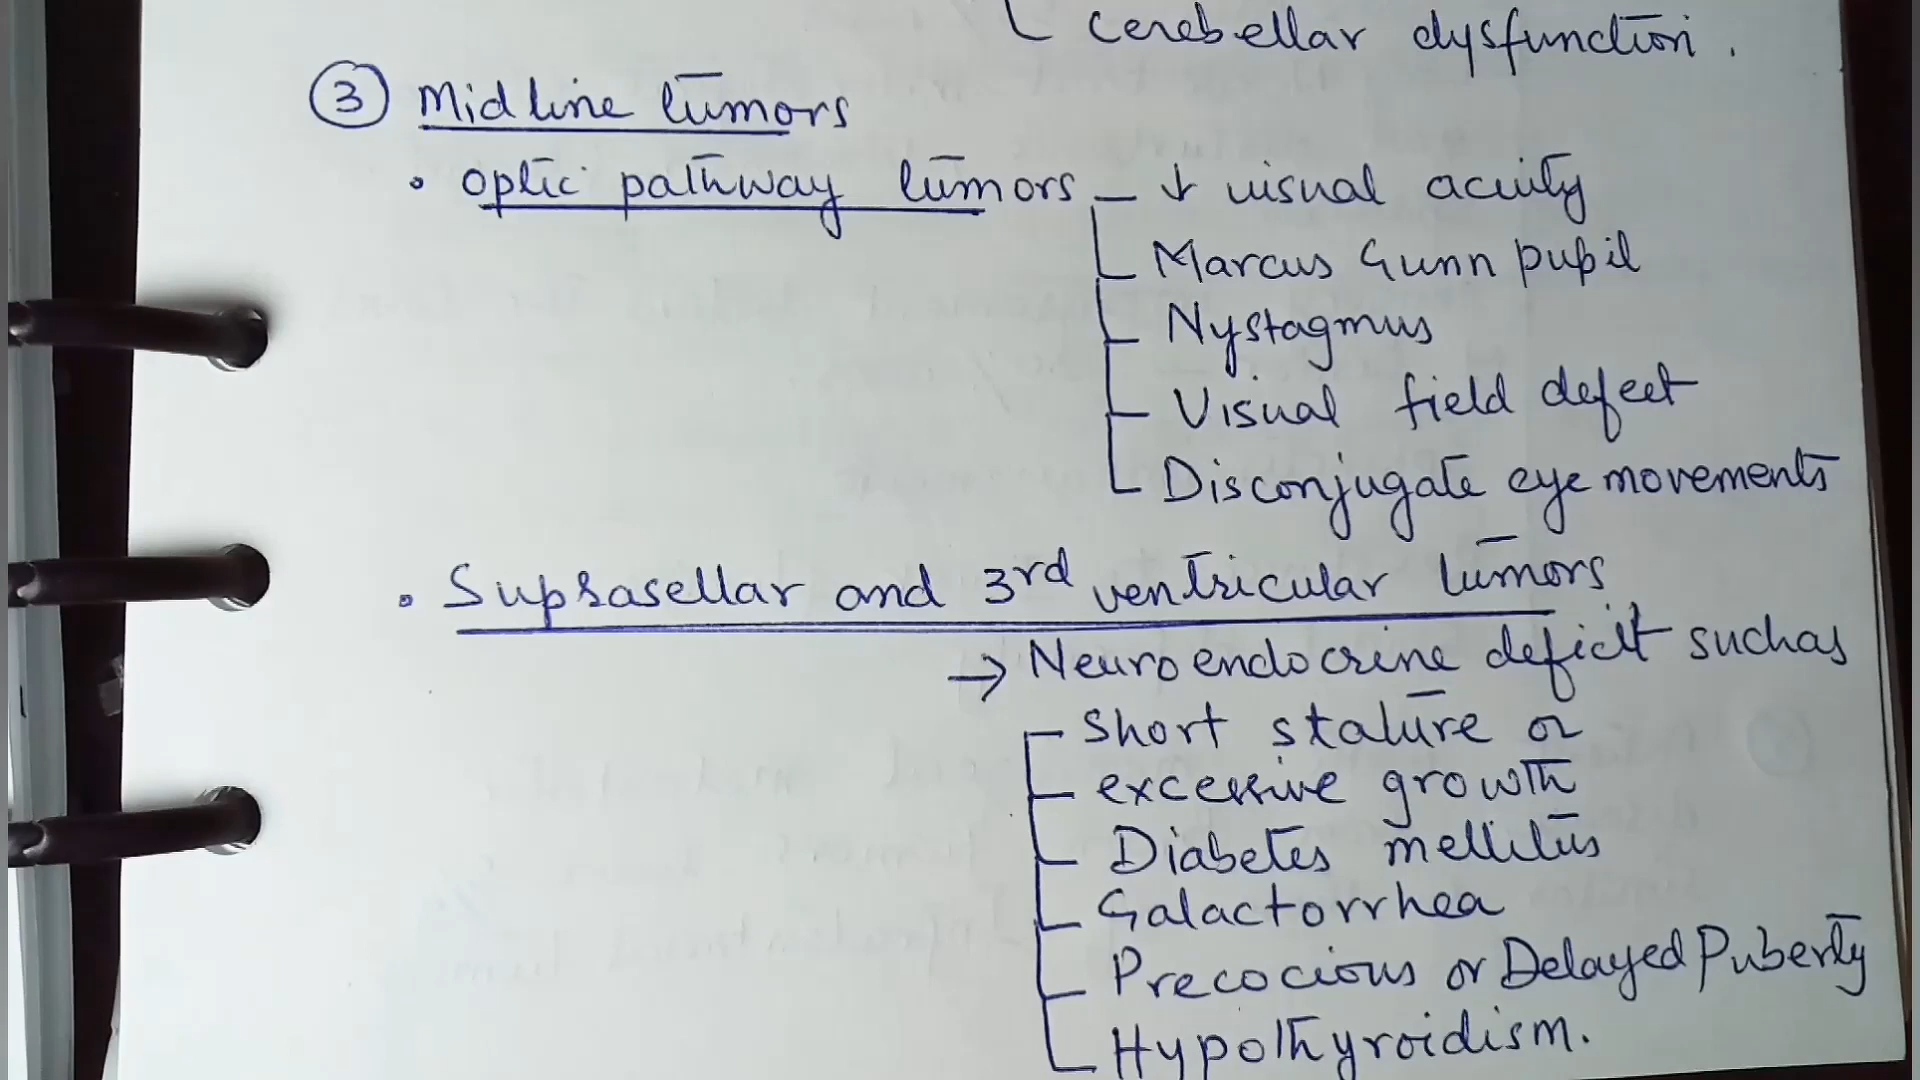 cerebellar dysfunction.
③ Midline tumors
• Optic pathway tumors – ↓ visual acuity
Marcus Gunn pupil
Nystagmus
Visual field defect
Disconjugate eye movements
• Suprasellar and 3rd ventricular tumors
→ Neuroendocrine deficit such as
Short stature or
excessive growth
Diabetes mellitus
Galactorrhea
Precocious or Delayed Puberty
Hypothyroidism.